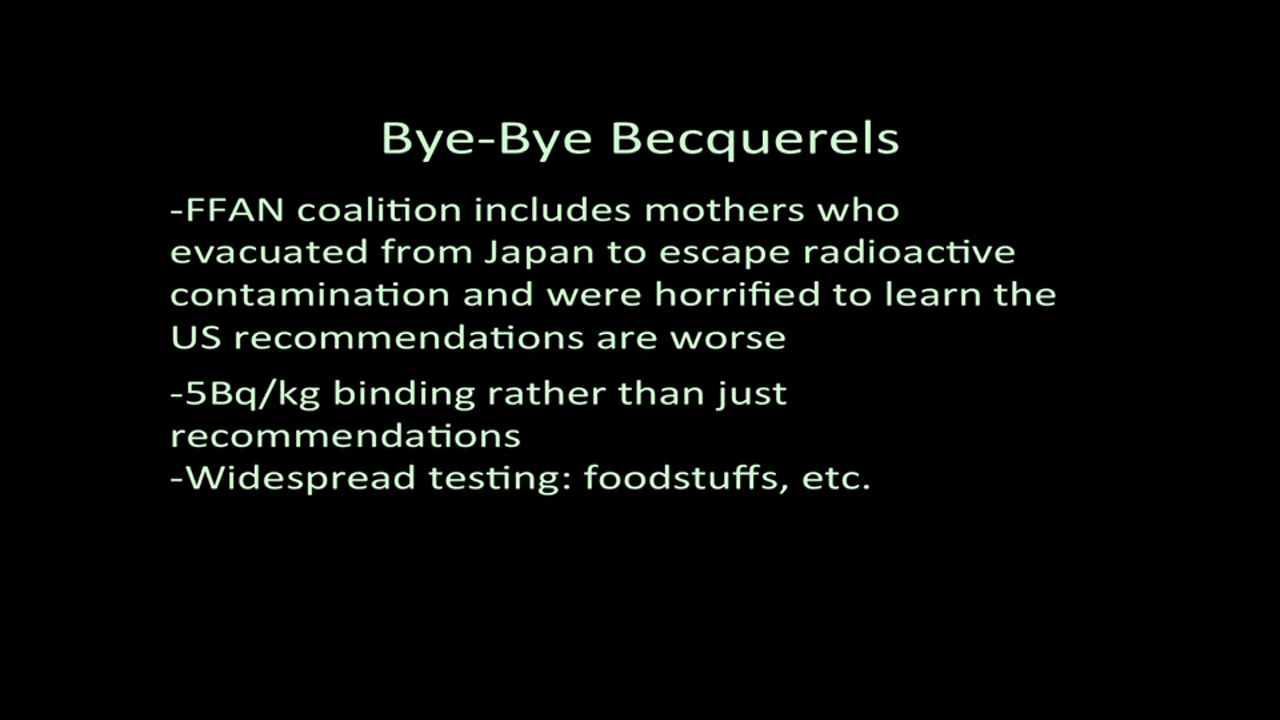 Bye-Bye Becquerels
-FFAN coalition includes mothers who
evacuated from Japan to escape radioactive
contamination and were horrified to learn the
US recommendations are worse
-5Bq/kg binding rather than just
recommendations
-Widespread testing: foodstuffs, etc.